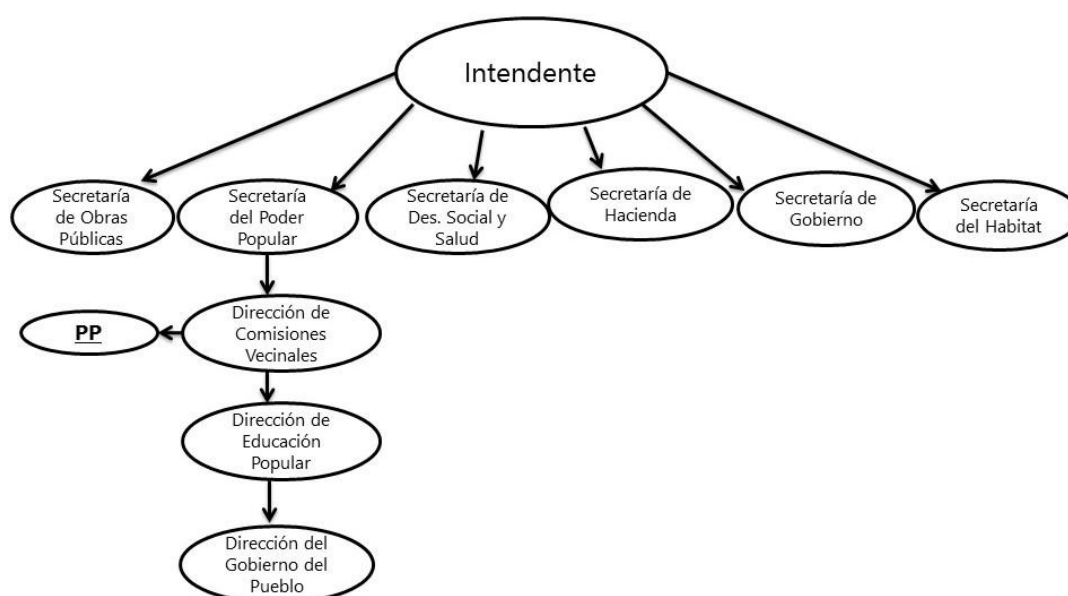 Intendente
Secretaría
de Obras
Públicas
Secretaría
del Poder
Popular
Secretaría de
Des. Social y
Salud
Secretaría de
Hacienda
Secretaría de
Gobierno
Secretaría
del Habitat
PP
Dirección de
Comisiones
Vecinales
Dirección de
Educación
Popular
Dirección del
Gobierno del
Pueblo